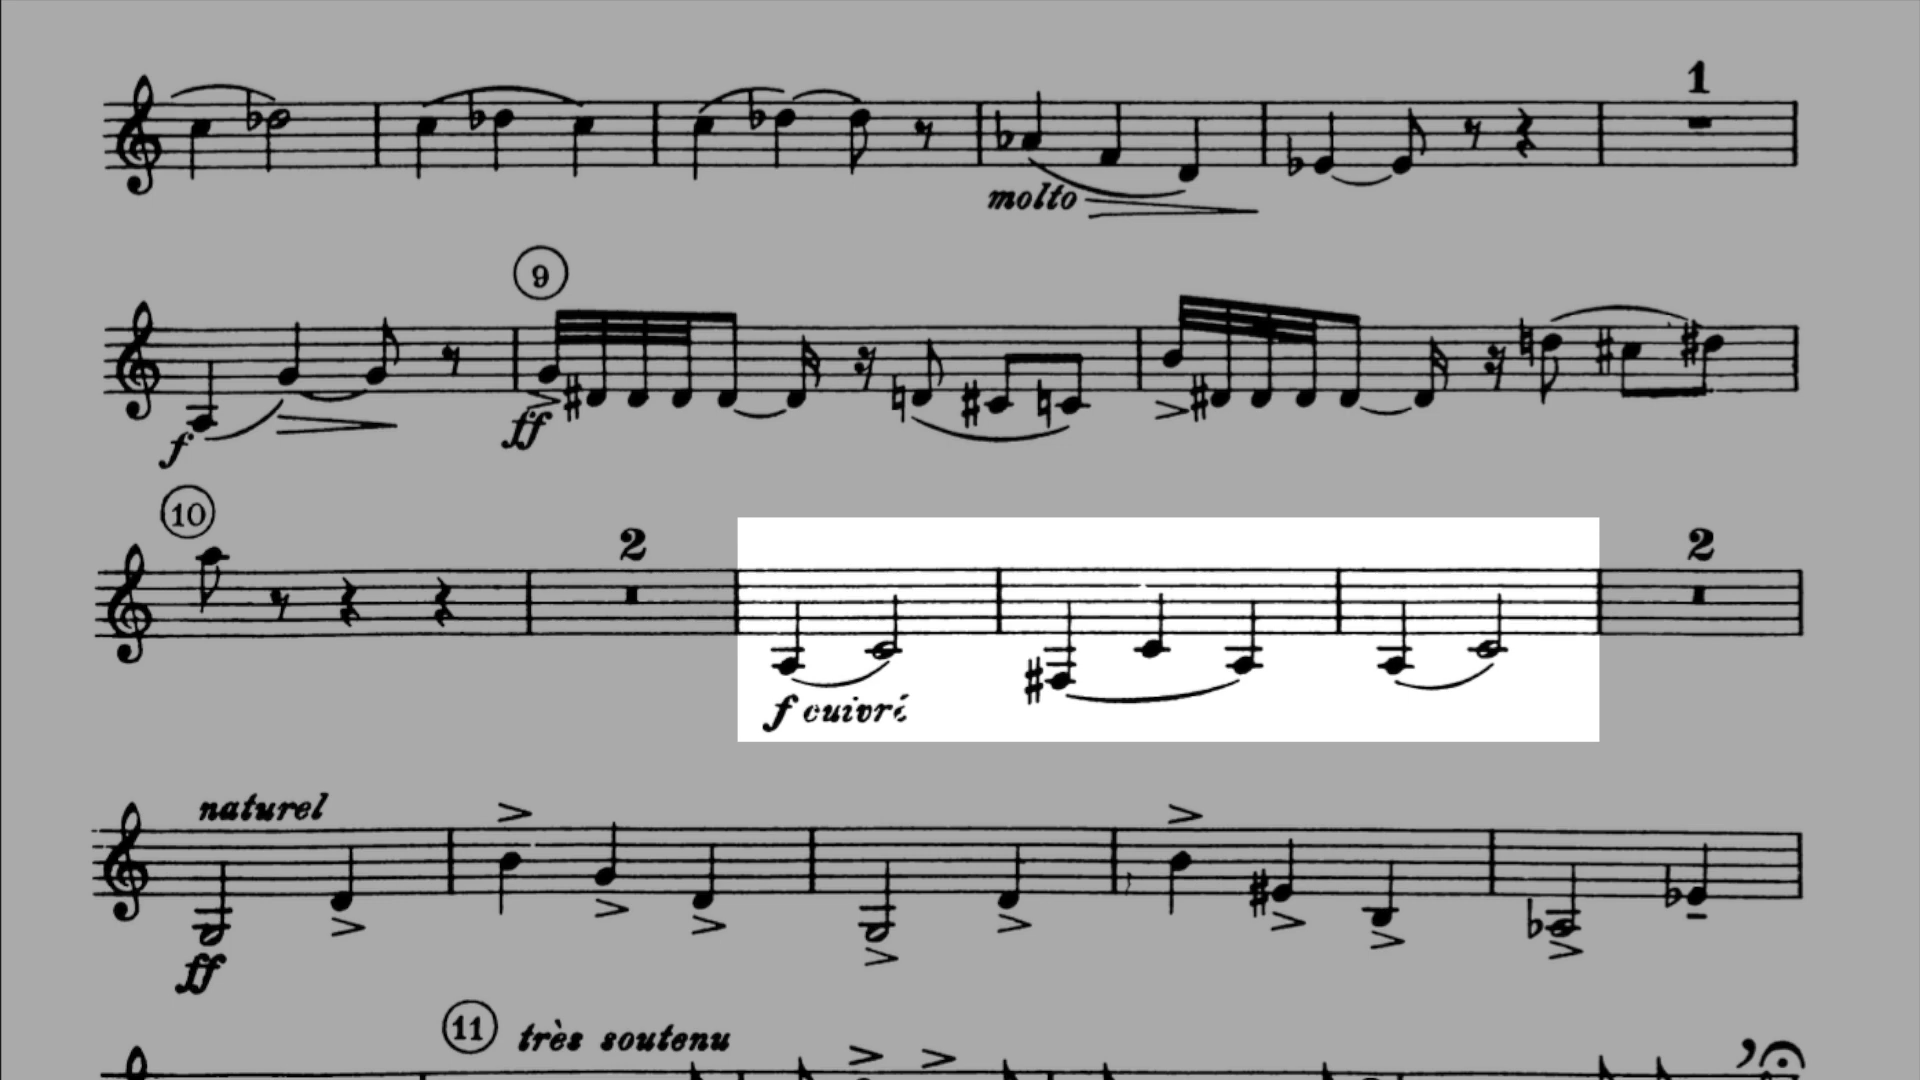 1
molto
9
f
ff
10
2
2
f cuivré
naturel
ff
11 très soutenu